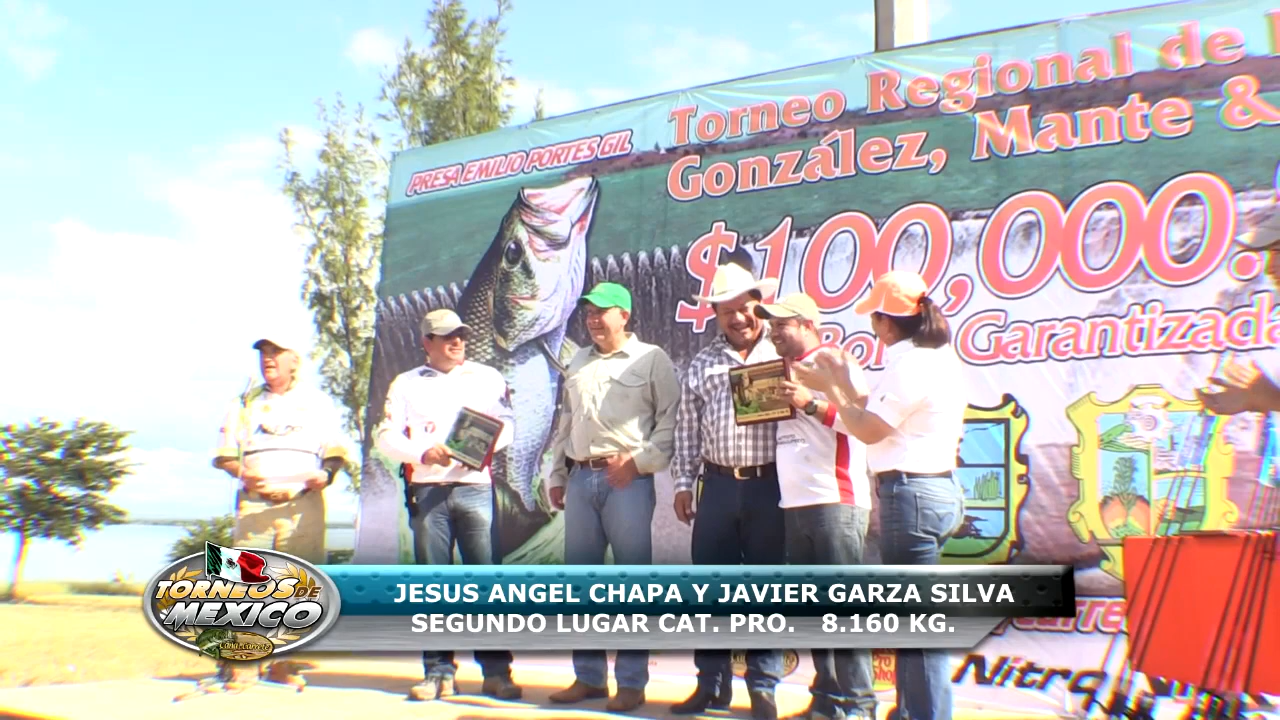 PRESA EMILIO PORTES GIL
Torneo Regional de
González, Mante &
$100,000.
Garantizada
Nitro
TORNEOS DE
MEXICO
JESUS ANGEL CHAPA Y JAVIER GARZA SILVA
SEGUNDO LUGAR CAT. PRO. 8.160 KG.